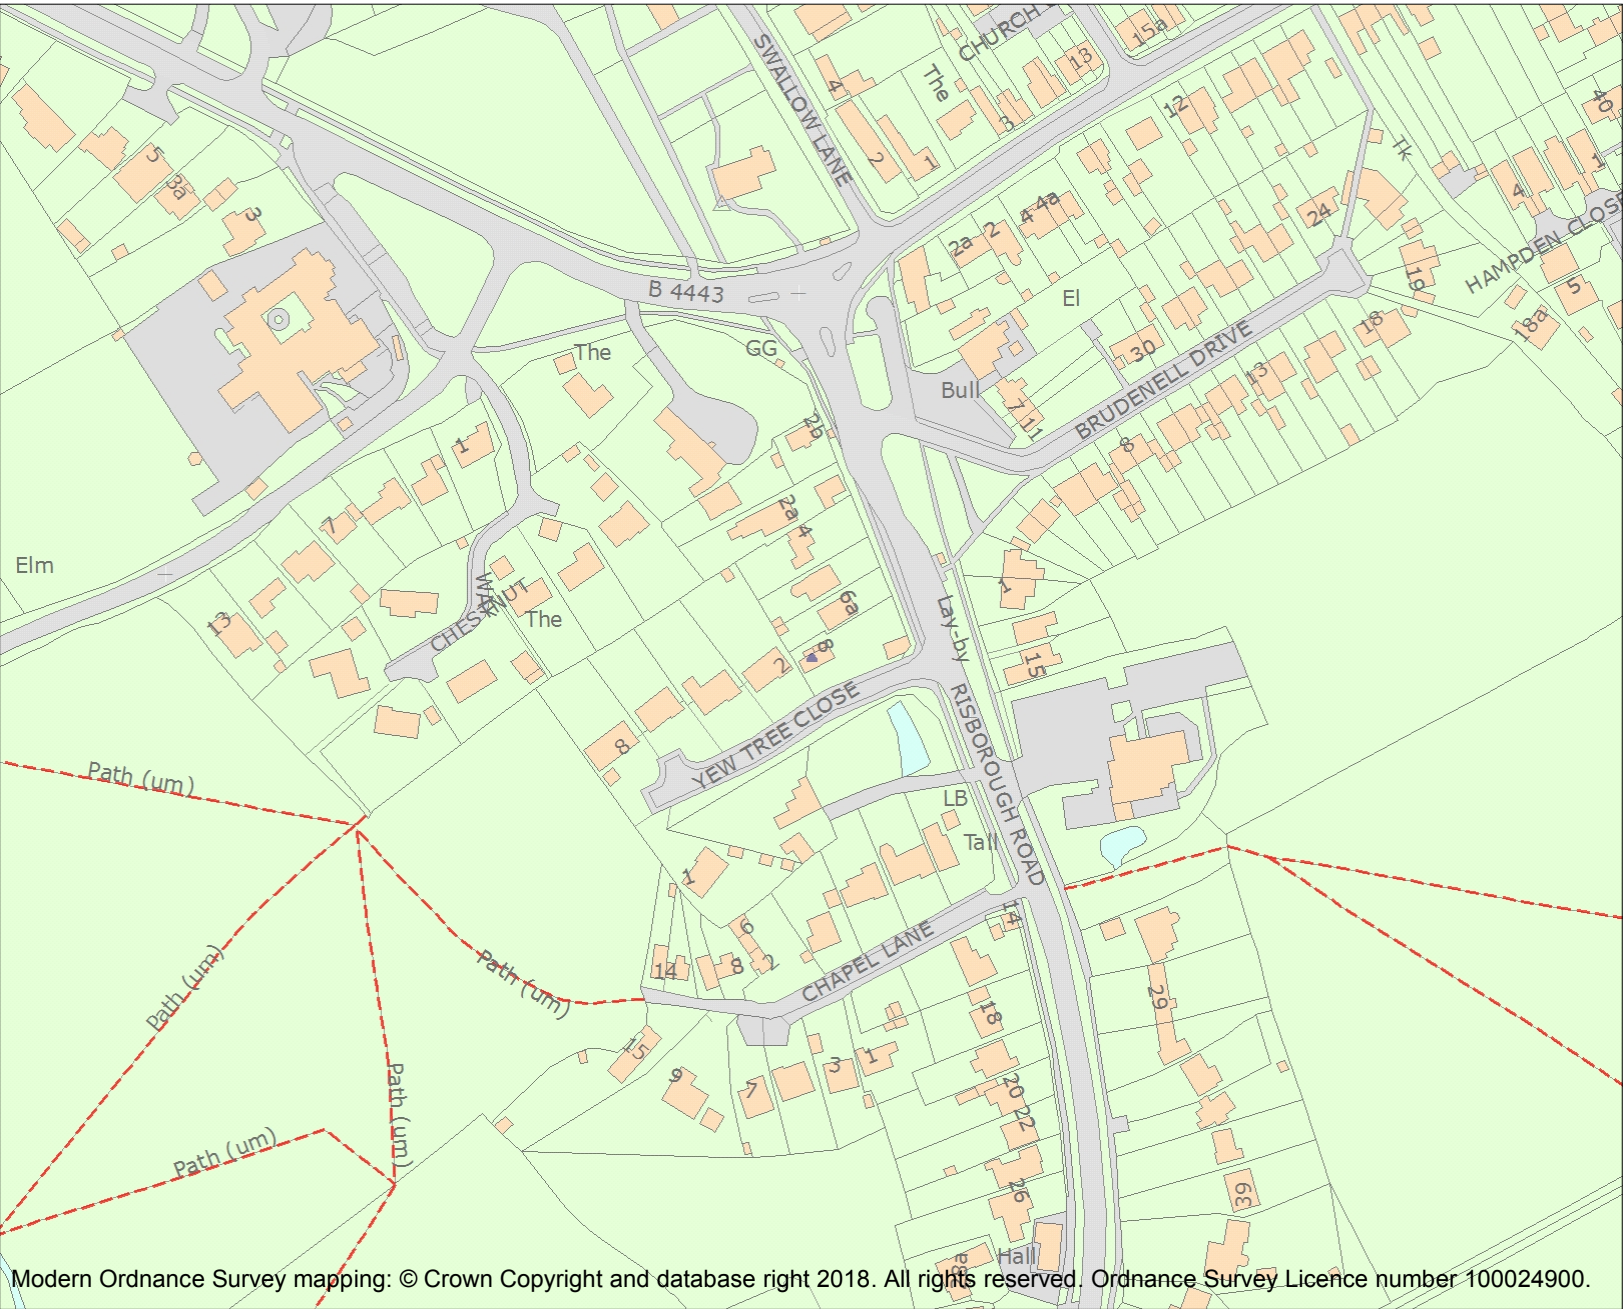 SWALLOW LANE
CHURCH
15a
13
The
4
3
12
2
1
40
Tk
1
4
5
3a
3
24
4a
4
2
2a
HAMPDEN CLOSE
19
5
B 4443
El
18
18a
GG
The
30
BRUDENELL DRIVE
Bull
13
7
11
2b
1
8
7
2a
4
Elm
WALK
CHESTNUT
The
6a
1
13
Lay-by
8
2
15
YEW TREE CLOSE
RISBOROUGH ROAD
8
Path (um)
LB
Tall
1
14
6
8
2
14
CHAPEL LANE
Path (um)
Path (um)
29
18
15
3
1
9
7
20
22
Path (um)
Path (um)
26
39
Hall
8a
Modern Ordnance Survey mapping: © Crown Copyright and database right 2018. All rights reserved. Ordnance Survey Licence number 100024900.